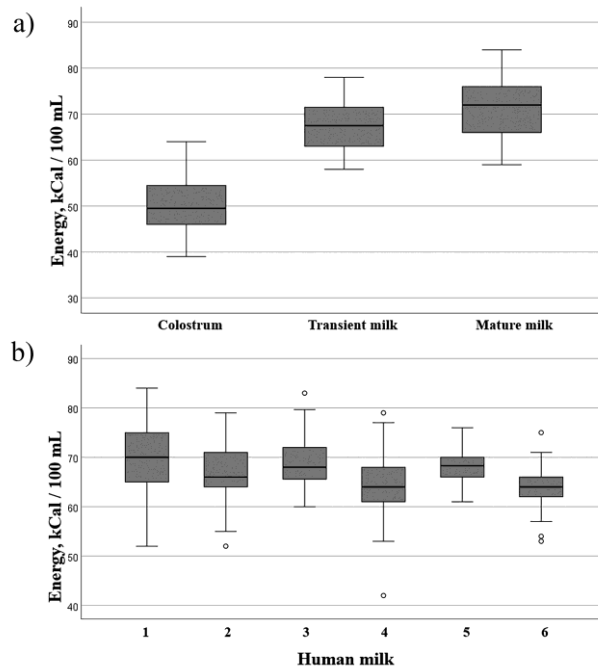 a)
Energy, kCal / 100 mL
90
80
70
60
50
40
30
Colostrum Transient milk Mature milk
b)
Energy, kCal / 100 mL
90
80
70
60
50
40
1 2 3 4 5 6
Human milk